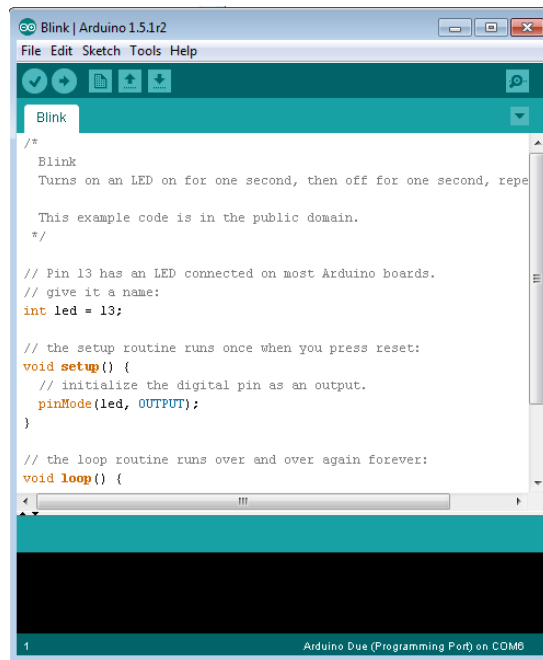 Blink | Arduino 1.5.1r2
File Edit Sketch Tools Help
Blink
/*
  Blink
  Turns on an LED on for one second, then off for one second, repe

  This example code is in the public domain.
 */

// Pin 13 has an LED connected on most Arduino boards.
// give it a name:
int led = 13;

// the setup routine runs once when you press reset:
void setup() {
  // initialize the digital pin as an output.
  pinMode(led, OUTPUT);
}

// the loop routine runs over and over again forever:
void loop() {
1
Arduino Due (Programming Port) on COM6